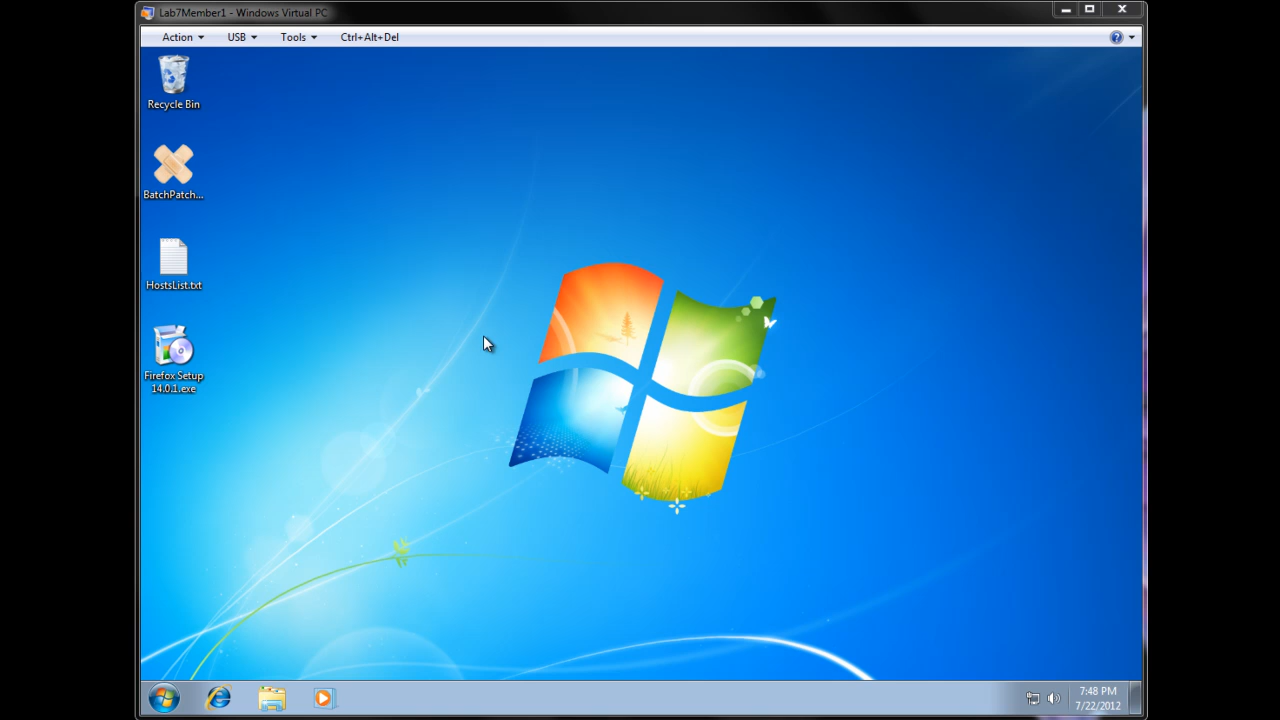 Lab7Member1 - Windows Virtual PC
Action USB Tools Ctrl+Alt+Del
Recycle Bin
BatchPatch...
HostsList.txt
Firefox Setup
14.0.1.exe
7:48 PM
7/22/2012